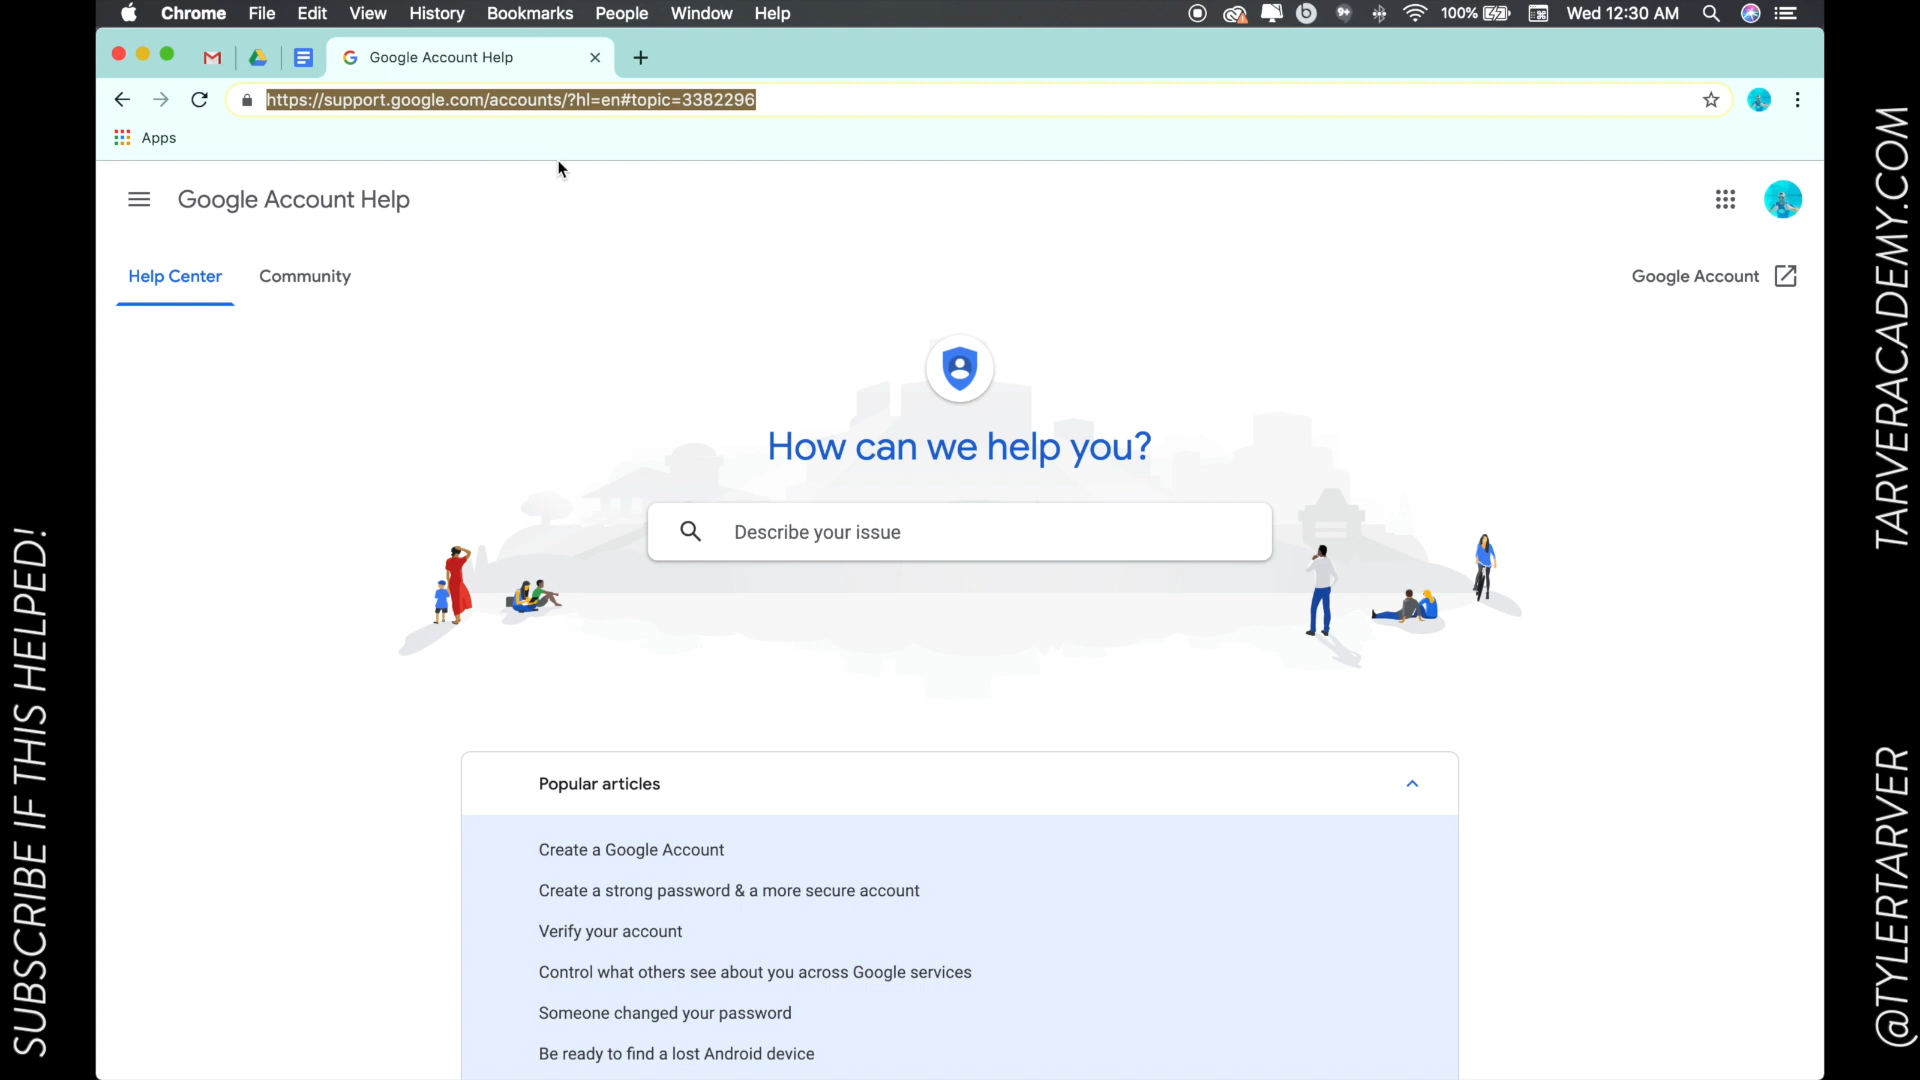 Chrome File Edit View History Bookmarks People Window Help 9+ 100% Wed 12:30 AM
Google Account Help
https://support.google.com/accounts/?hl=en#topic=3382296
Apps
Google Account Help
Help Center Community Google Account
How can we help you?
Describe your issue
Popular articles
Create a Google Account
Create a strong password & a more secure account
Verify your account
Control what others see about you across Google services
Someone changed your password
Be ready to find a lost Android device
SUBSCRIBE IF THIS HELPED!
TARVERACADEMY.COM
@TYLERTARVER